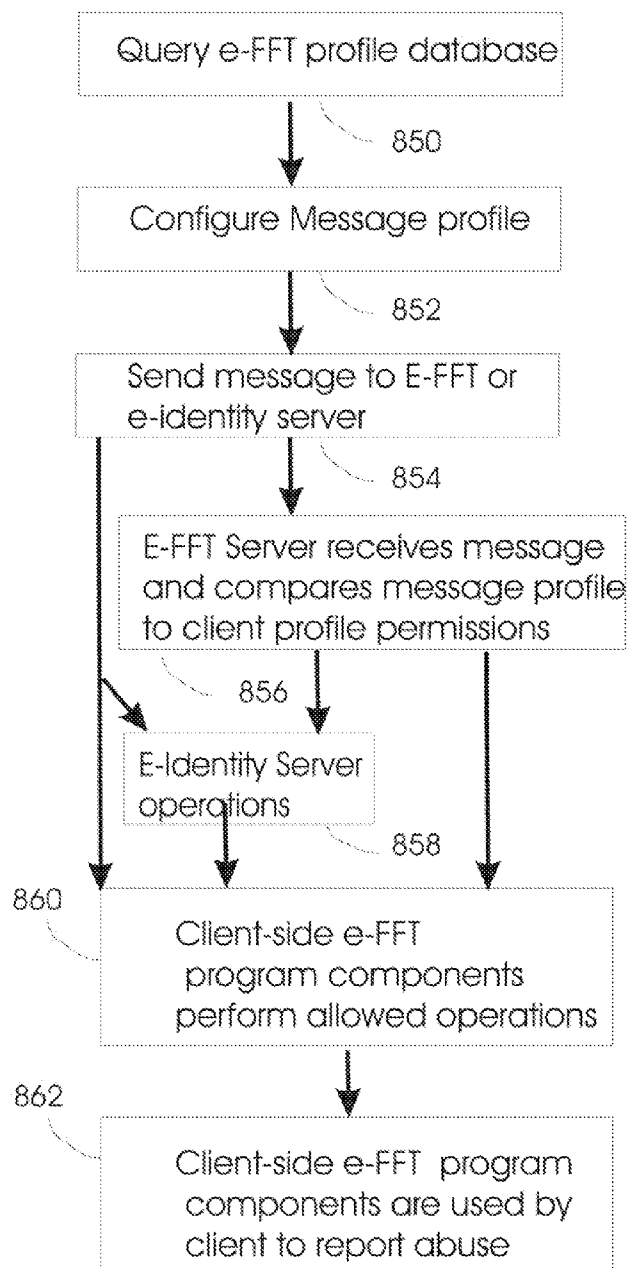 Query e-FFT profile database
850
Configure Message profile
852
Send message to E-FFT or
e-identity server
854
E-FFT Server receives message
and compares message profile
to client profile permissions
856
E-Identity Server
operations
858
860
Client-side e-FFT
program components
perform allowed operations
862
Client-side e-FFT program
components are used by
client to report abuse